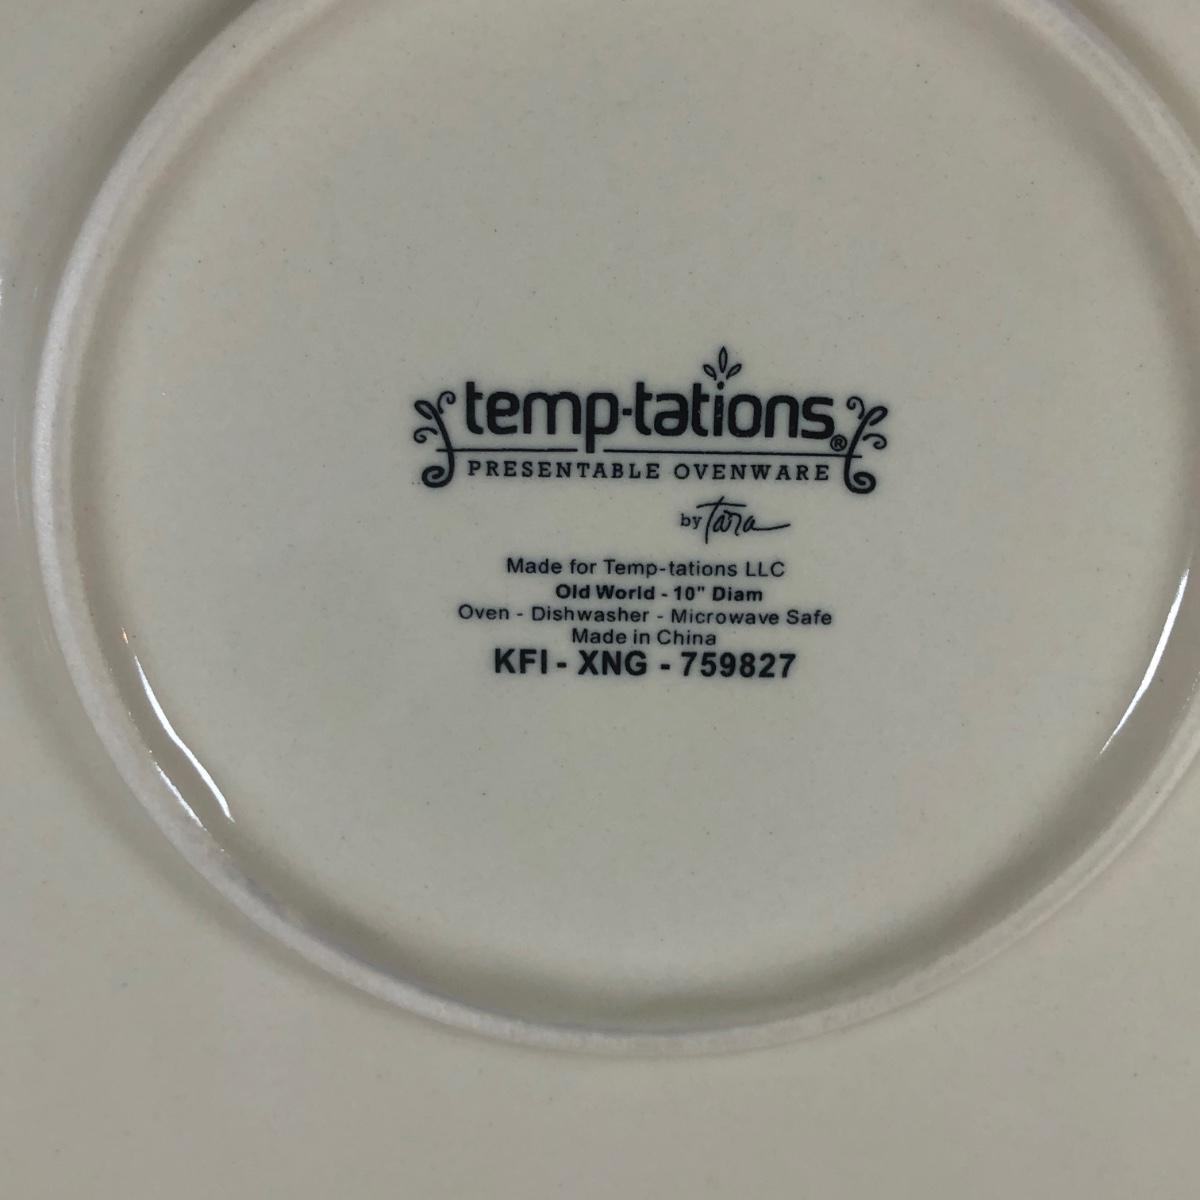 temp-tations®
PRESENTABLE OVENWARE
by Tara
Made for Temp-tations LLC
Old World - 10" Diam
Oven - Dishwasher - Microwave Safe
Made in China
KFI - XNG - 759827